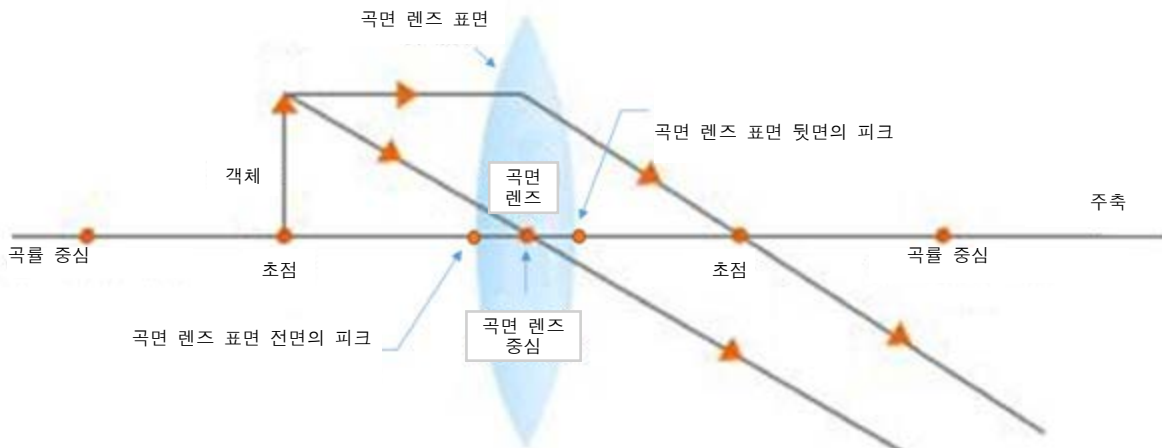 곡면 렌즈 표면
곡면 렌즈 표면 뒷면의 피크
객체
곡면
렌즈
주축
곡률 중심
초점
초점
곡률 중심
곡면 렌즈 표면 전면의 피크
곡면 렌즈
중심